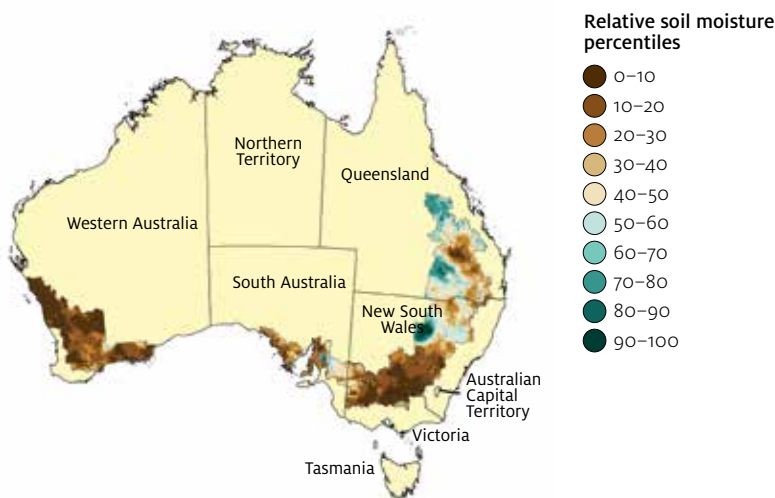 Relative soil moisture
percentiles
0–10
10–20
20–30
30–40
40–50
50–60
60–70
70–80
80–90
90–100
Northern
Territory
Queensland
Western Australia
South Australia
New South
Wales
Australian
Capital
Territory
Victoria
Tasmania